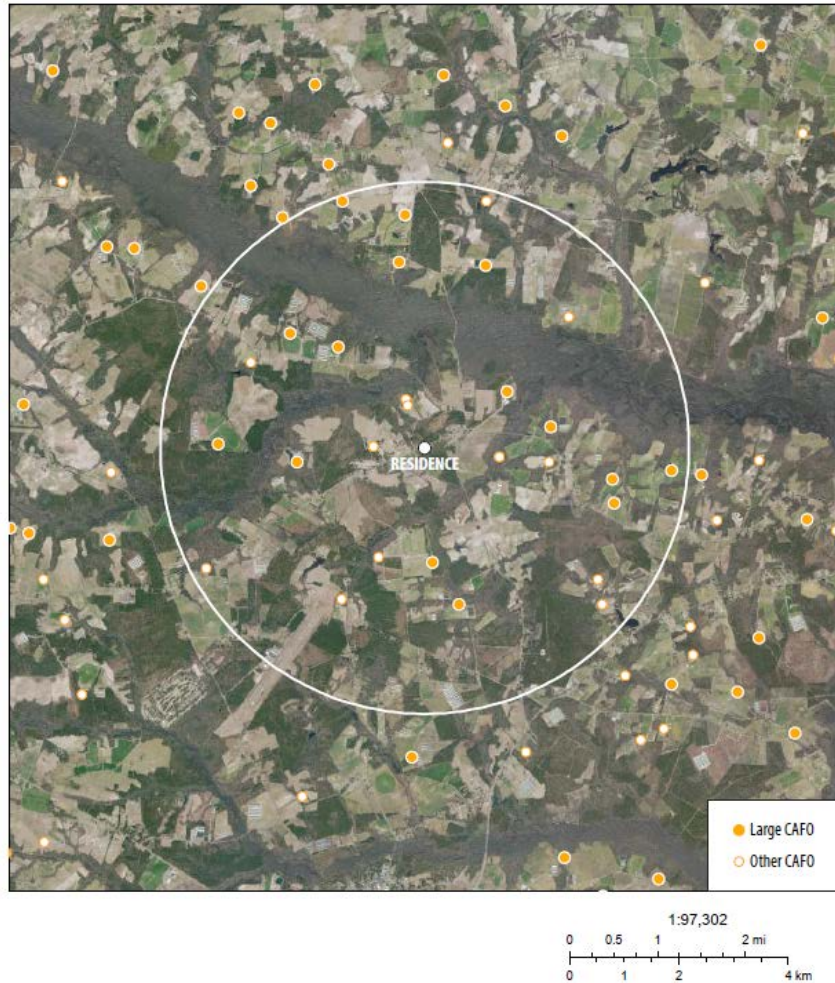 RESIDENCE
Large CAFO
Other CAFO
1:97,302
0 0.5 1 2 mi
0 1 2 4 km